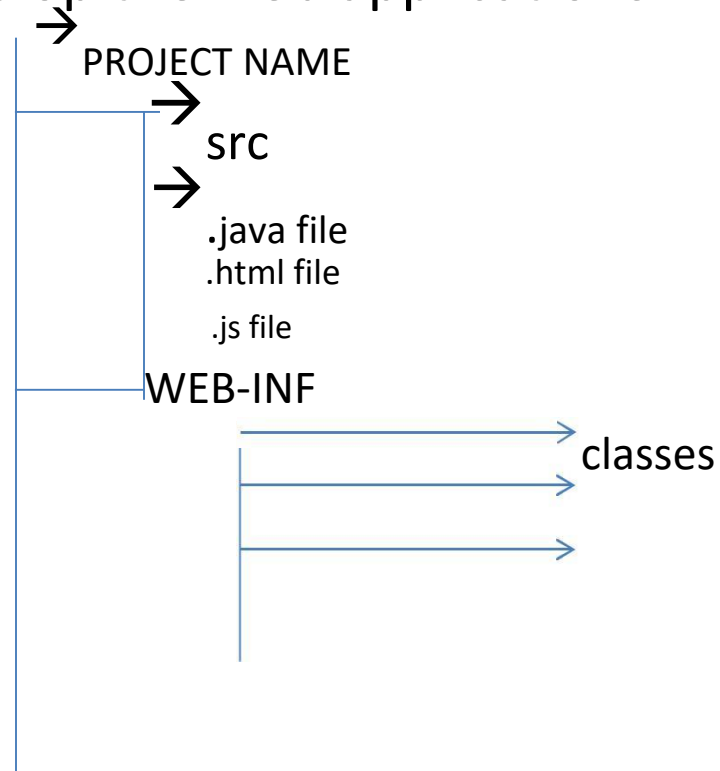 PROJECT NAME
src
.java file
.html file
.js file
WEB-INF
classes